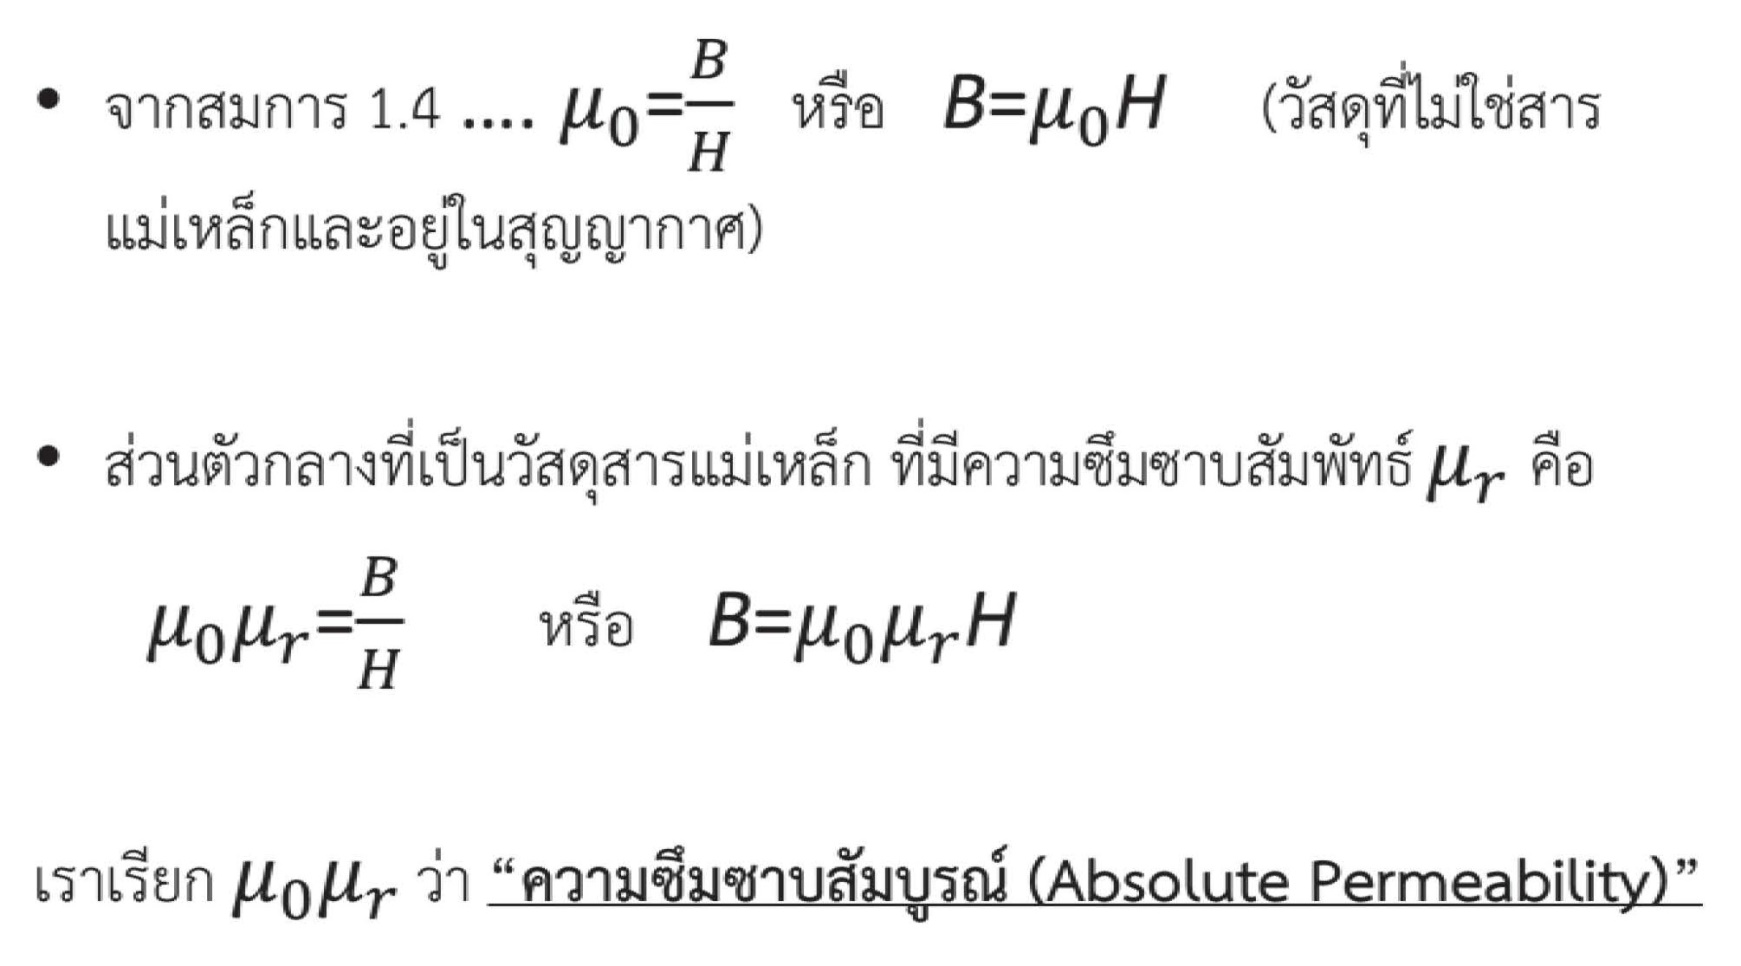 • จากสมการ 1.4 .... μ₀=B/H หรือ B=μ₀H (วัสดุที่ไม่ใช่สาร
แม่เหล็กและอยู่ในสุญญากาศ)
• ส่วนตัวกลางที่เป็นวัสดุสารแม่เหล็ก ที่มีความซึมซาบสัมพัทธ์ μᵣ คือ
μ₀μᵣ=B/H หรือ B=μ₀μᵣH
เราเรียก μ₀μᵣ ว่า “ความซึมซาบสัมบูรณ์ (Absolute Permeability)”